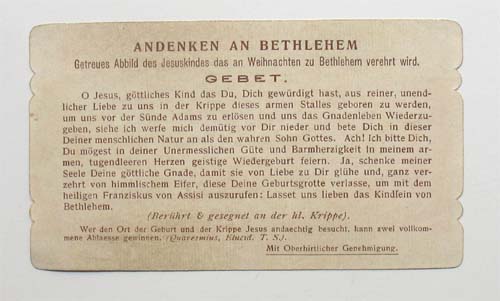 ANDENKEN AN BETHLEHEM
Getreues Abbild des Jesuskindes das an Weihnachten zu Bethlehem verehrt wird.
GEBET.
O Jesus, göttliches Kind das Du, Dich gewürdigt hast, aus reiner, unend-
licher Liebe zu uns in der Krippe dieses armen Stalles geboren zu werden,
um uns vor der Sünde Adams zu erlösen und uns das Gnadenleben Wiederzu-
geben, siehe ich werfe mich demütig vor Dir nieder und bete Dich in dieser
Deiner menschlichen Natur an als den wahren Sohn Gottes. Ach! Ich bitte Dich,
Du mögest in deiner Unermesslichen Güte und Barmherzigkeit In meinem ar-
men, tugendleeren Herzen geistige Wiedergeburt feiern. Ja, schenke meiner
Seele Deine göttliche Gnade, damit sie von Liebe zu Dir glühe und, ganz ver-
zehrt von himmlischem Eifer, diese Deine Geburtsgrotte verlasse, um mit dem
heiligen Franziskus von Assisi auszurufen: Lasset uns lieben das Kindlein von
Bethlehem.
(Berührt & gesegnet an der hl. Krippe).
Wer den Ort der Geburt und der Krippe Jesus andaechtig besucht, kann zwei vollkom-
mene Ablaesse gewinnen. (Quaresmius, Elucid. T. S.).
Mit Oberhirtlicher Genehmigung.